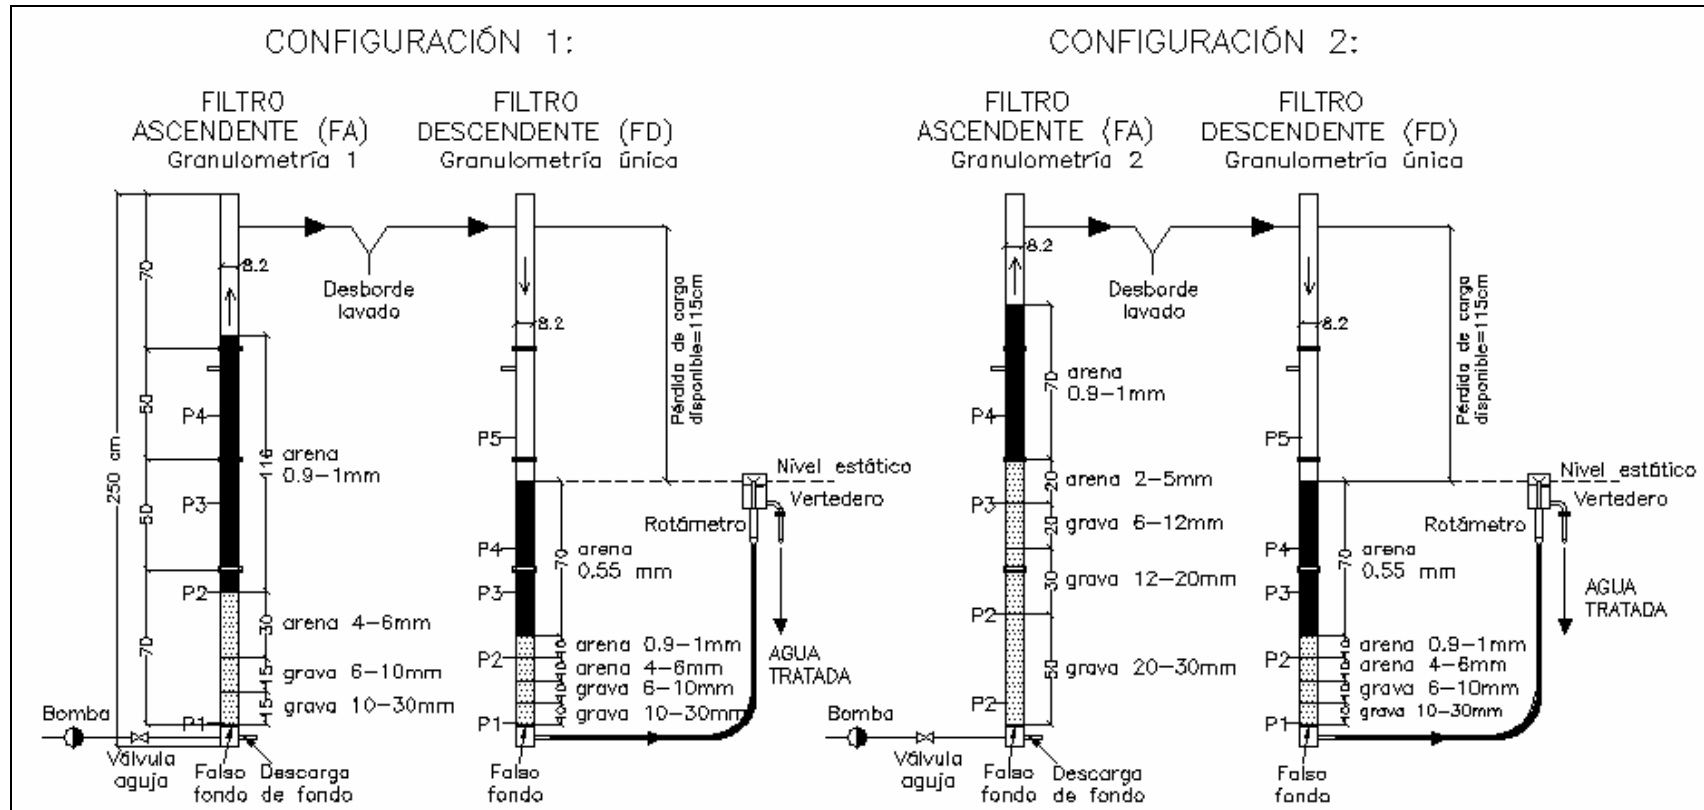 CONFIGURACIÓN 1:
FILTRO
ASCENDENTE (FA)
Granulometría 1
FILTRO
DESCENDENTE (FD)
Granulometría única
250 cm
70
50
50
70
8.2
116
arena
0.9-1mm
P4
P3
P2
P1
30
arena 4-6mm
15
grava 6-10mm
15
grava 10-30mm
Bomba
Válvula
aguja
Falso
fondo
Descarga
de fondo
Desborde
lavado
8.2
Pérdida de carga
disponible=115cm
P5
P4
P3
P2
P1
70
arena
0.55 mm
10
arena 0.9-1mm
10
arena 4-6mm
10
grava 6-10mm
10
grava 10-30mm
Falso
fondo
Nivel estático
Vertedero
Rotámetro
AGUA
TRATADA
CONFIGURACIÓN 2:
FILTRO
ASCENDENTE (FA)
Granulometría 2
FILTRO
DESCENDENTE (FD)
Granulometría única
8.2
70
arena
0.9-1mm
P4
P3
P2
P2
20
arena 2-5mm
20
grava 6-12mm
30
grava 12-20mm
50
grava 20-30mm
Bomba
Válvula
aguja
Falso
fondo
Descarga
de fondo
Desborde
lavado
8.2
Pérdida de carga
disponible=115cm
P5
P4
P3
P2
P1
70
arena
0.55 mm
10
arena 0.9-1mm
10
arena 4-6mm
10
grava 6-10mm
10
grava 10-30mm
Falso
fondo
Nivel estático
Vertedero
Rotámetro
AGUA
TRATADA